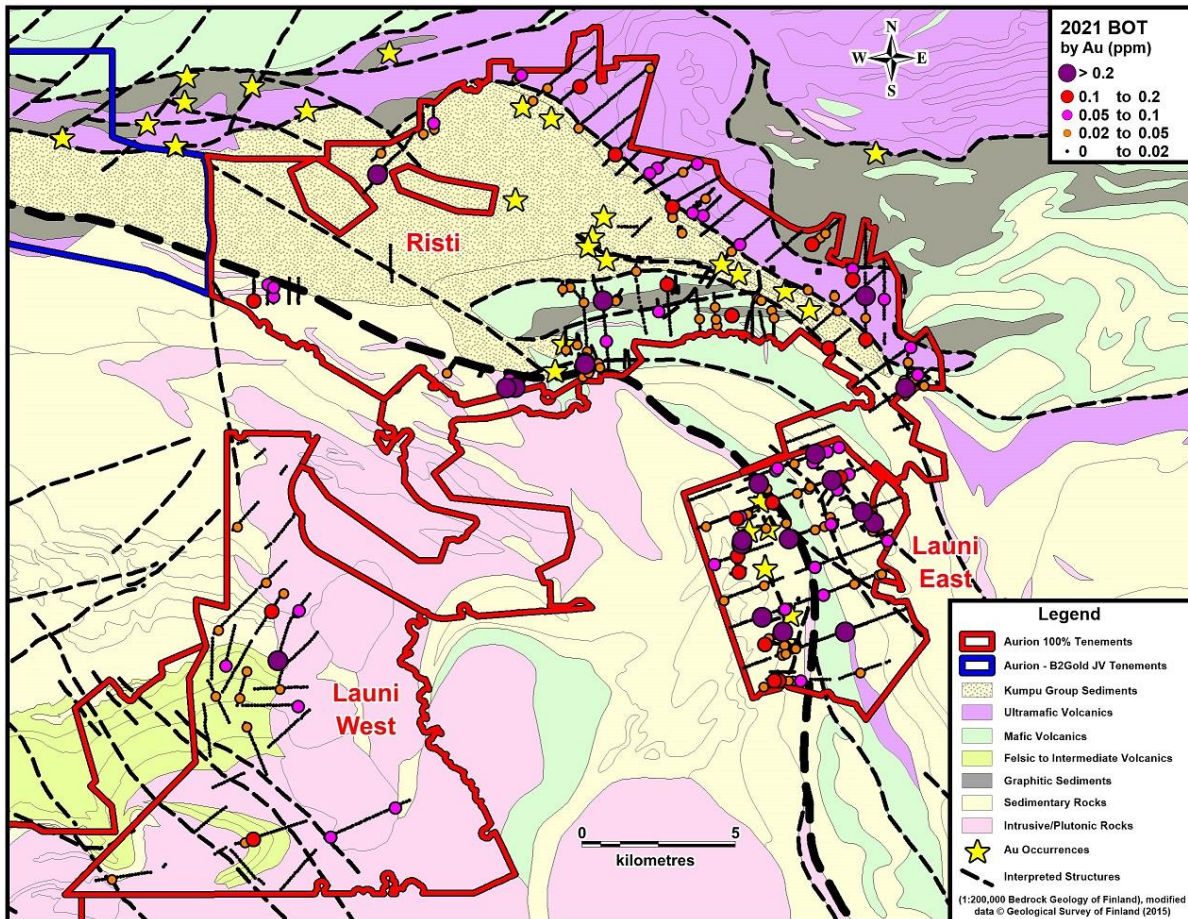 N
W E
S
2021 BOT
by Au (ppm)
> 0.2
0.1 to 0.2
0.05 to 0.1
0.02 to 0.05
0 to 0.02
Risti
Launi
East
Launi
West
0 5
kilometres
Legend
Aurion 100% Tenements
Aurion - B2Gold JV Tenements
Kumpu Group Sediments
Ultramafic Volcanics
Mafic Volcanics
Felsic to Intermediate Volcanics
Graphitic Sediments
Sedimentary Rocks
Intrusive/Plutonic Rocks
Au Occurrences
Interpreted Structures
(1:200,000 Bedrock Geology of Finland), modified
data © Geological Survey of Finland (2015)